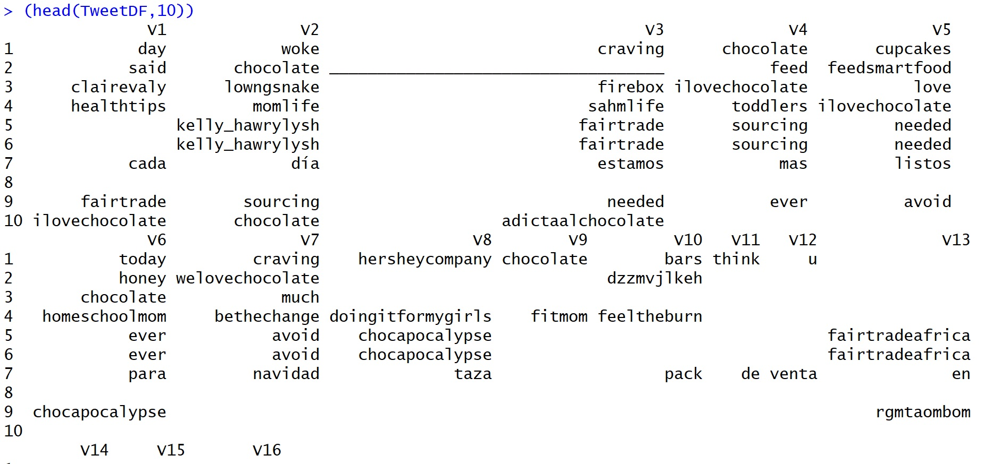 > (head(TweetDF,10))
V1 V2 V3 V4 V5
1 day woke craving chocolate cupcakes
2 said chocolate ___________________________________ feed feedsmartfood
3 clairevaly lowngsnake firebox ilovechocolate love
4 healthtips momlife sahmlife toddlers ilovechocolate
5 kelly_hawrylysh fairtrade sourcing needed
6 kelly_hawrylysh fairtrade sourcing needed
7 cada día estamos mas listos
8
9 fairtrade sourcing needed ever avoid
10 ilovechocolate chocolate adictaalchocolate
V6 V7 V8 V9 V10 V11 V12 V13
1 today craving hersheycompany chocolate bars think u
2 honey welovechocolate dzzmvjlkeh
3 chocolate much
4 homeschoolmom bethechange doingitformygirls fitmom feeltheburn
5 ever avoid chocapocalypse fairtradeafrica
6 ever avoid chocapocalypse fairtradeafrica
7 para navidad taza pack de venta en
8
9 chocapocalypse rgmtaombom
10
V14 V15 V16